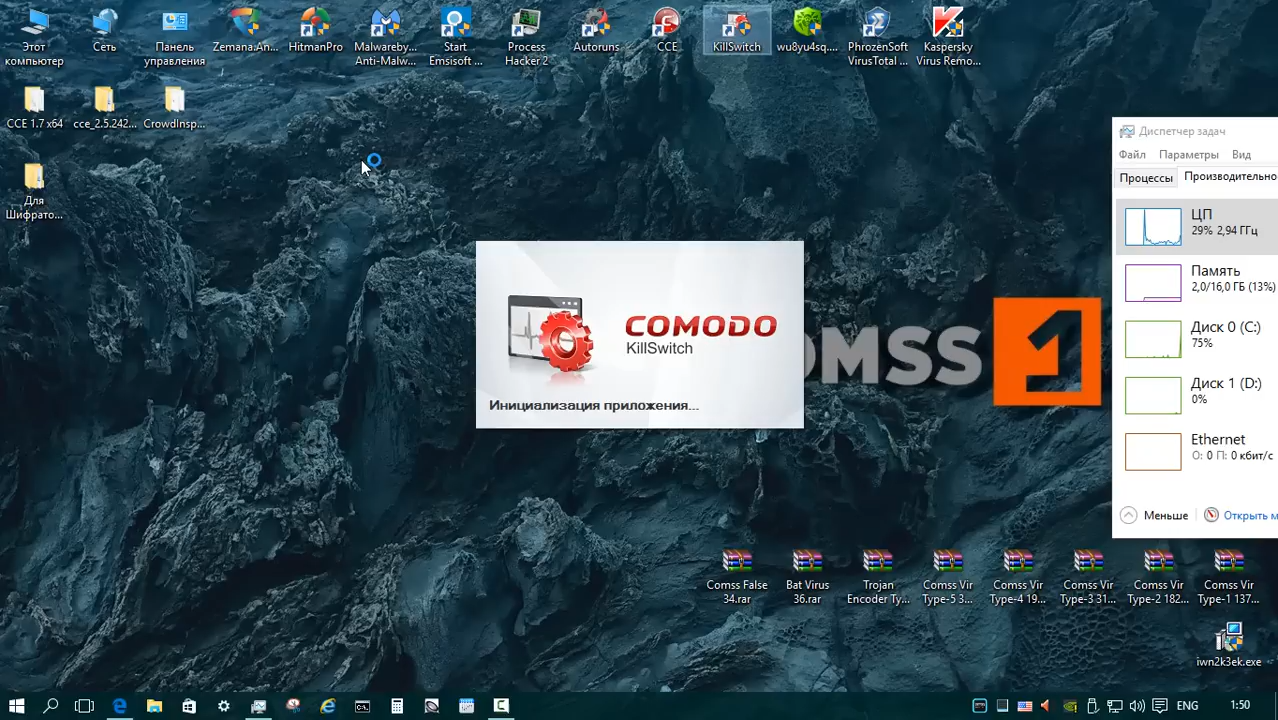 Этот
компьютер
Сеть
Панель
управления
Zemana.An...
HitmanPro
Malwareby...
Anti-Malw...
Start
Emsisoft ...
Process
Hacker 2
Autoruns
CCE
KillSwitch
wu8yu4sq....
PhrozenSoft
VirusTotal ...
Kaspersky
Virus Remo...
CCE 1.7 x64
cce_2.5.242...
CrowdInsp...
Для
Шифрато...
Диспетчер задач
Файл Параметры Вид
Процессы Производительно
ЦП
29% 2,94 ГГц
Память
2,0/16,0 ГБ (13%)
Диск 0 (C:)
75%
Диск 1 (D:)
0%
Ethernet
О: 0 П: 0 кбит/с
Меньше Открыть м
COMODO
KillSwitch
Инициализация приложения...
OMSS 1
Comss False
34.rar
Bat Virus
36.rar
Trojan
Encoder Ty...
Comss Vir
Type-5 3...
Comss Vir
Type-4 19...
Comss Vir
Type-3 31...
Comss Vir
Type-2 182...
Comss Vir
Type-1 137...
iwn2k3ek.exe
ENG 1:50